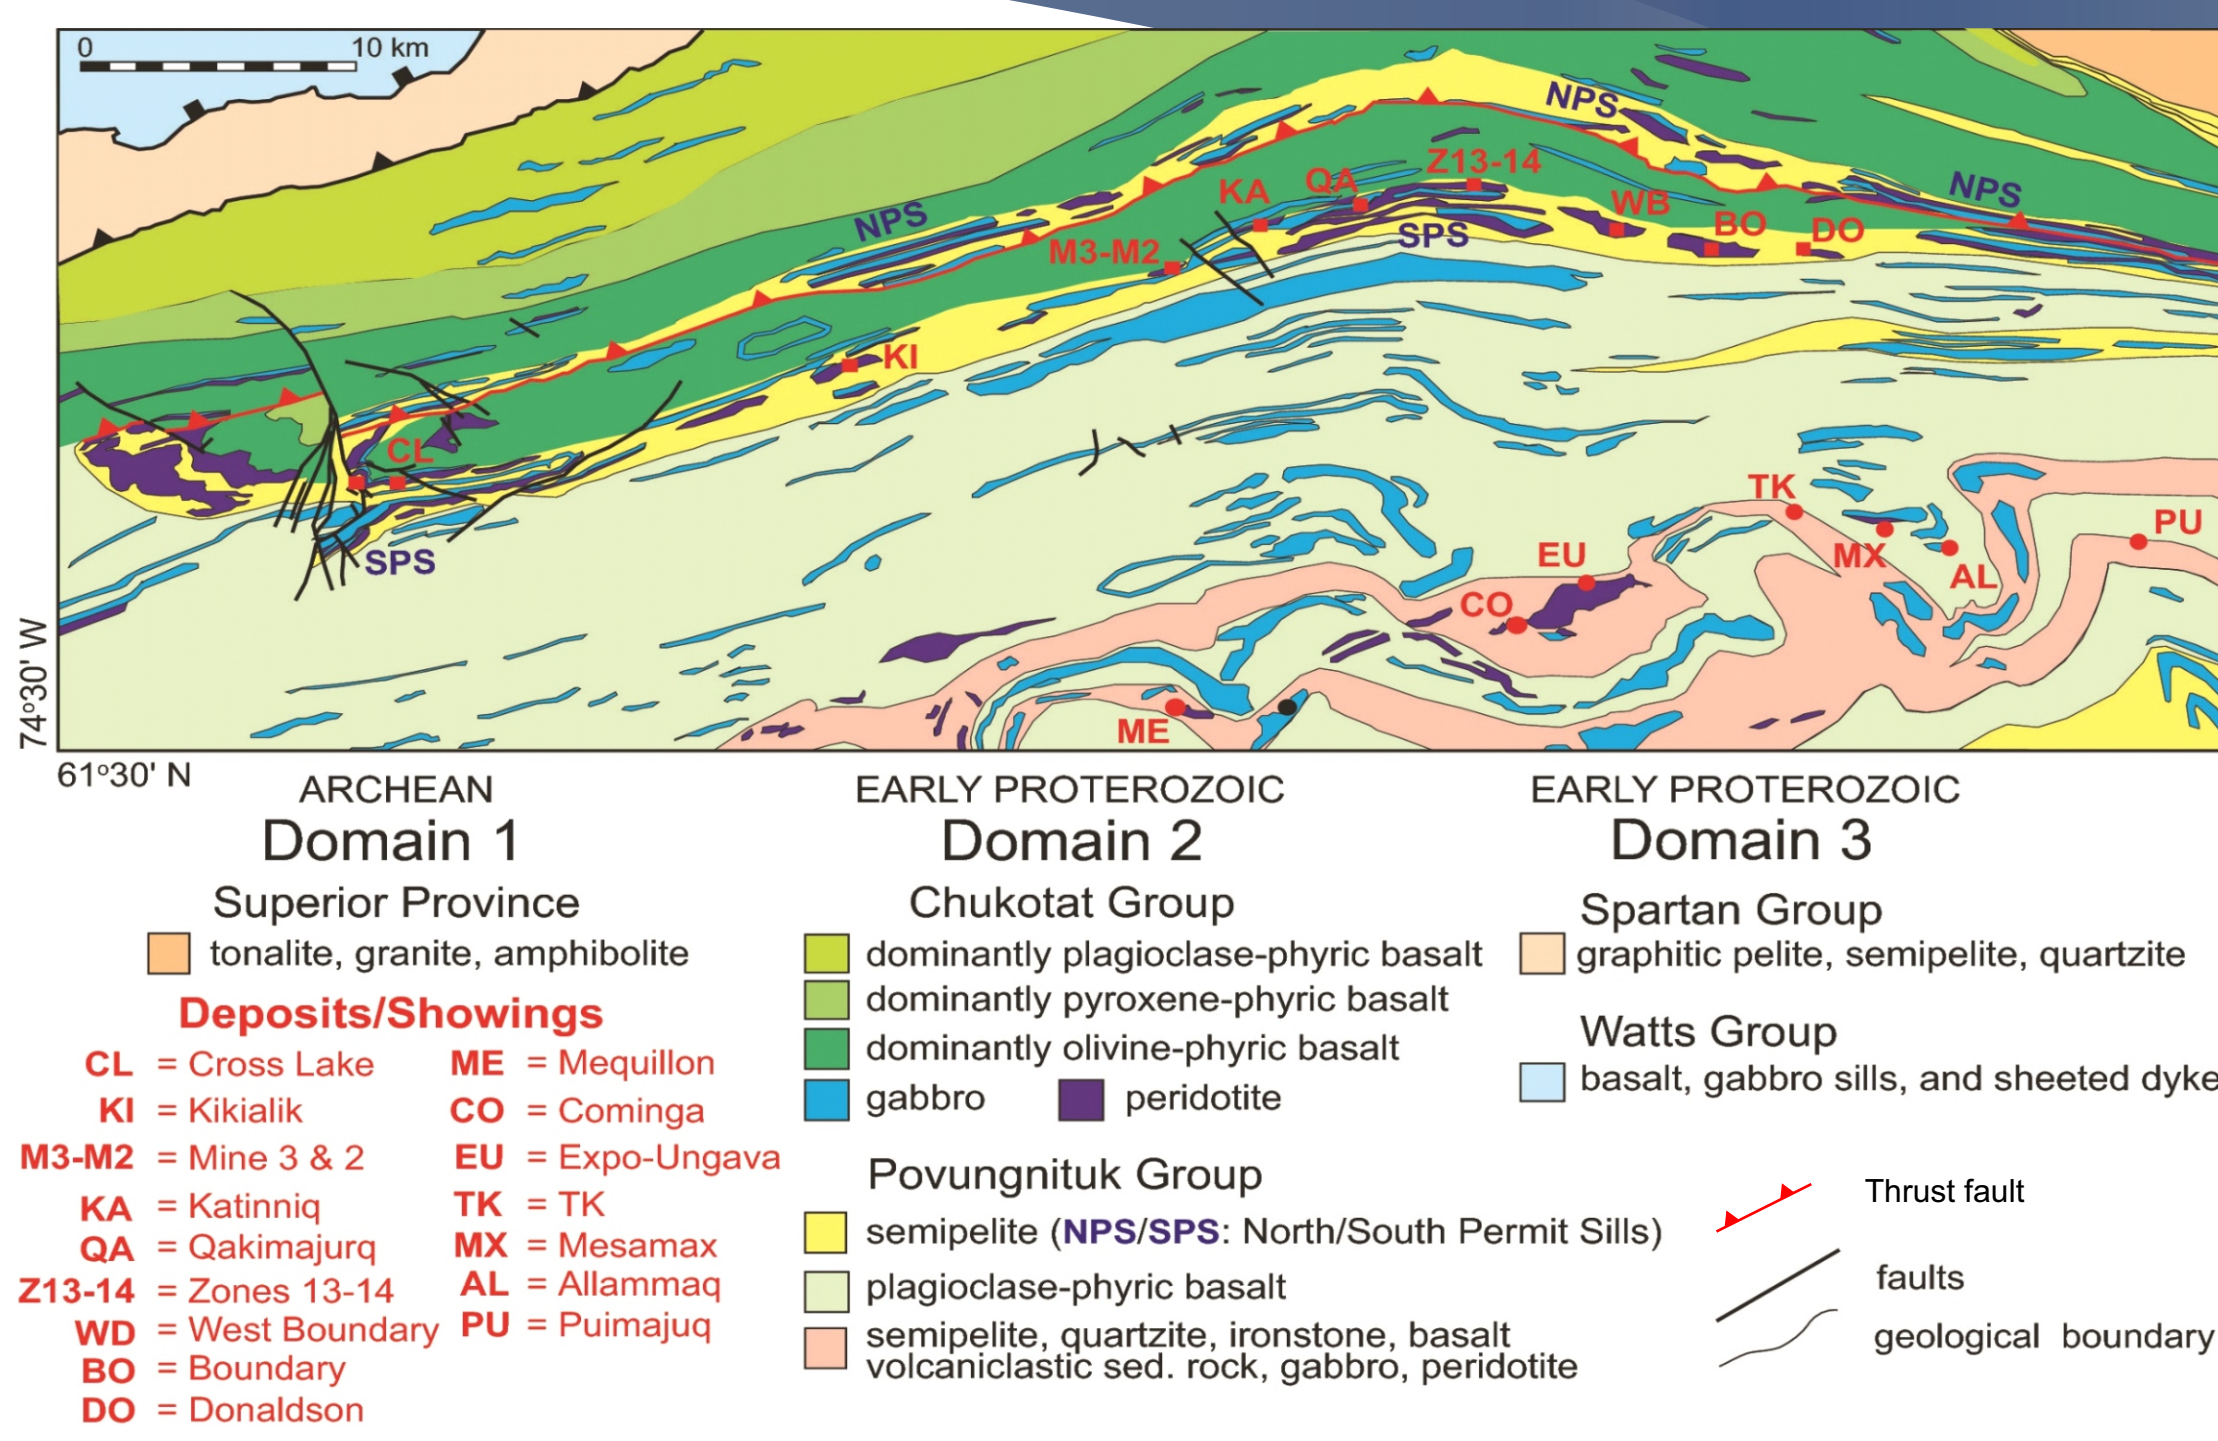 0 10 km
NPS
Z13-14
QA
KA
NPS
WB
NPS
BO
DO
SPS
M3-M2
KI
CL
SPS
TK
PU
MX
EU
AL
CO
ME
74°30' W
61°30' N
ARCHEAN
Domain 1
Superior Province
tonalite, granite, amphibolite
Deposits/Showings
CL = Cross Lake
KI = Kikialik
M3-M2 = Mine 3 & 2
KA = Katinniq
QA = Qakimajurq
Z13-14 = Zones 13-14
WD = West Boundary
BO = Boundary
DO = Donaldson
ME = Mequillon
CO = Cominga
EU = Expo-Ungava
TK = TK
MX = Mesamax
AL = Allammaq
PU = Puimajuq
EARLY PROTEROZOIC
Domain 2
Chukotat Group
dominantly plagioclase-phyric basalt
dominantly pyroxene-phyric basalt
dominantly olivine-phyric basalt
gabbro peridotite
Povungnituk Group
semipelite (NPS/SPS: North/South Permit Sills)
plagioclase-phyric basalt
semipelite, quartzite, ironstone, basalt
volcaniclastic sed. rock, gabbro, peridotite
EARLY PROTEROZOIC
Domain 3
Spartan Group
graphitic pelite, semipelite, quartzite
Watts Group
basalt, gabbro sills, and sheeted dyke
Thrust fault
faults
geological boundary